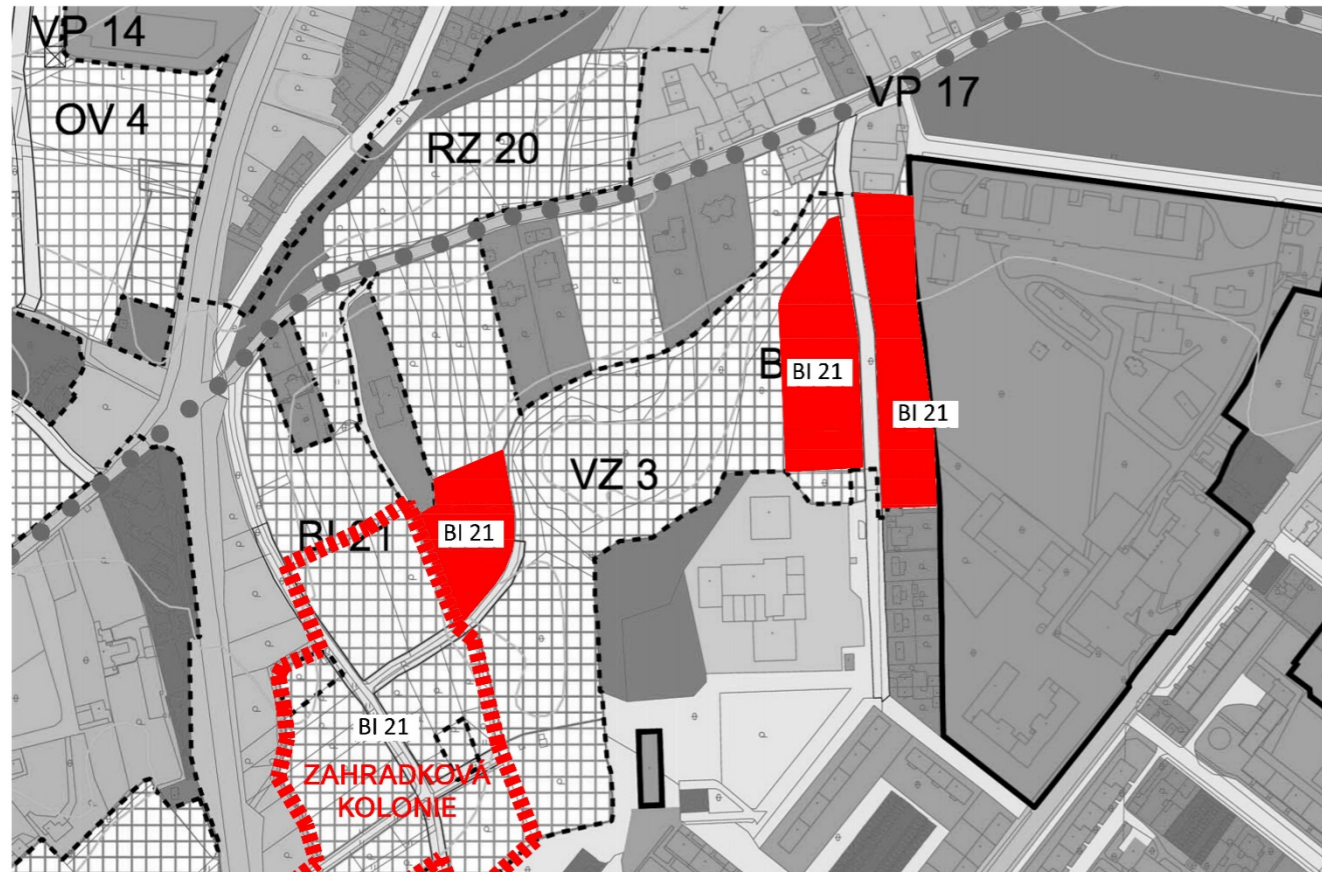 VP 14
VP 17
OV 4
RZ 20
BI 21
BI 21
VZ 3
BI 21
BI 21
BI 21
ZAHRADKOVÁ
KOLONIE